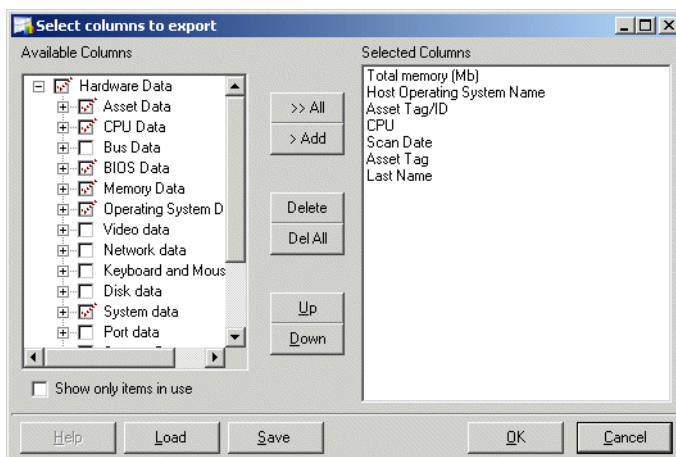 Select columns to export
Available Columns
Selected Columns
Hardware Data
Asset Data
CPU Data
Bus Data
BIOS Data
Memory Data
Operating System D
Video data
Network data
Keyboard and Mous
Disk data
System data
Port data
>> All
> Add
Delete
Del All
Up
Down
Total memory (Mb)
Host Operating System Name
Asset Tag/ID
CPU
Scan Date
Asset Tag
Last Name
Show only items in use
Help
Load
Save
OK
Cancel